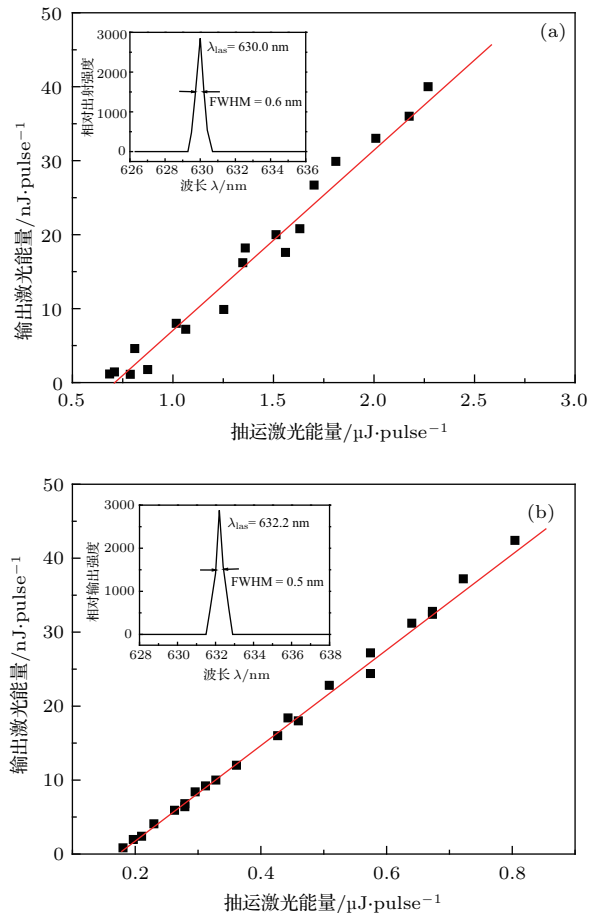 (a)
50
40
30
20
10
0
输出激光能量/nJ·pulse⁻¹
0.5 1.0 1.5 2.0 2.5 3.0
抽运激光能量/μJ·pulse⁻¹
3000
2000
1000
0
相对出射强度
λlas= 630.0 nm
FWHM = 0.6 nm
626 628 630 632 634 636
波长 λ/nm
(b)
50
40
30
20
10
0
输出激光能量/nJ·pulse⁻¹
0.2 0.4 0.6 0.8
抽运激光能量/μJ·pulse⁻¹
3000
2000
1000
0
相对输出强度
λlas= 632.2 nm
FWHM = 0.5 nm
628 630 632 634 636 638
波长 λ/nm